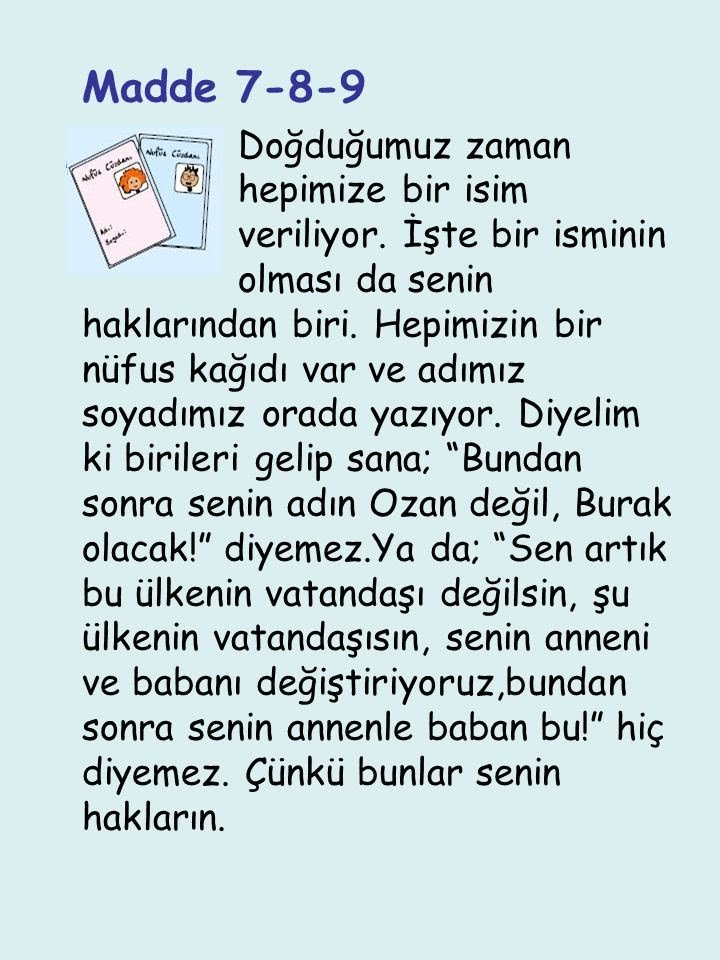 Madde 7-8-9
Nüfus Cüzdanı
Nüfus Cüzdanı
Adı:
Soyadı:
Doğduğumuz zaman
hepimize bir isim
veriliyor. İşte bir isminin
olması da senin
haklarından biri. Hepimizin bir
nüfus kağıdı var ve adımız
soyadımız orada yazıyor. Diyelim
ki birileri gelip sana; “Bundan
sonra senin adın Ozan değil, Burak
olacak!” diyemez.Ya da; “Sen artık
bu ülkenin vatandaşı değilsin, şu
ülkenin vatandaşısın, senin anneni
ve babanı değiştiriyoruz,bundan
sonra senin annenle baban bu!” hiç
diyemez. Çünkü bunlar senin
hakların.